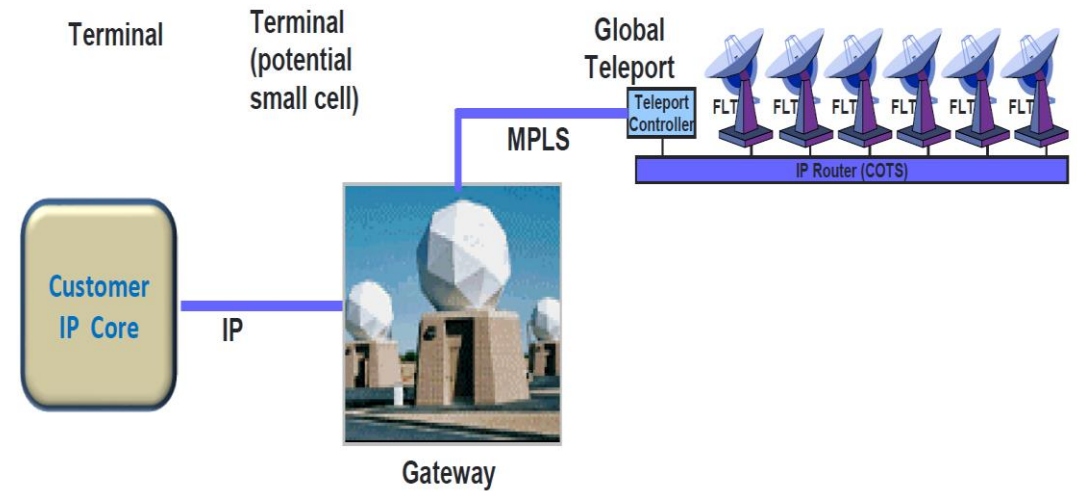 Terminal
Terminal
(potential
small cell)
Global
Teleport
Teleport
Controller
FLT
FLT
FLT
FLT
FLT
FLT
IP Router (COTS)
MPLS
Customer
IP Core
IP
Gateway